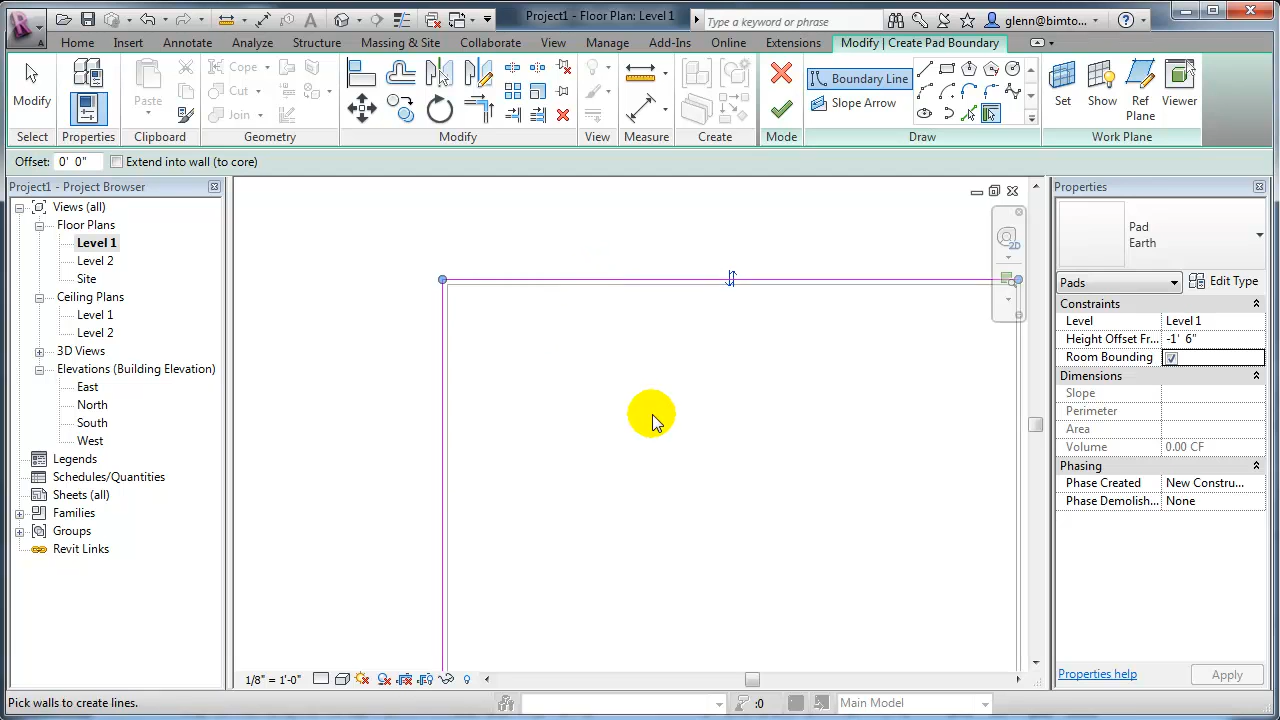 Project1 - Floor Plan: Level 1
Type a keyword or phrase
glenn@bimto...
Home Insert Annotate Analyze Structure Massing & Site Collaborate View Manage Add-Ins Online Extensions Modify | Create Pad Boundary
Modify
Paste
Cope
Cut
Join
Boundary Line
Slope Arrow
Set Show Ref Plane Viewer
Select Properties Clipboard Geometry Modify View Measure Create Mode Draw Work Plane
Offset: 0' 0" Extend into wall (to core)
Project1 - Project Browser
Views (all)
Floor Plans
Level 1
Level 2
Site
Ceiling Plans
Level 1
Level 2
3D Views
Elevations (Building Elevation)
East
North
South
West
Legends
Schedules/Quantities
Sheets (all)
Families
Groups
Revit Links
2D
Properties
Pad
Earth
Pads Edit Type
Constraints
Level Level 1
Height Offset Fr... -1' 6"
Room Bounding
Dimensions
Slope
Perimeter
Area
Volume 0.00 CF
Phasing
Phase Created New Constru...
Phase Demolish... None
Properties help Apply
1/8" = 1'-0"
Pick walls to create lines. :0 Main Model